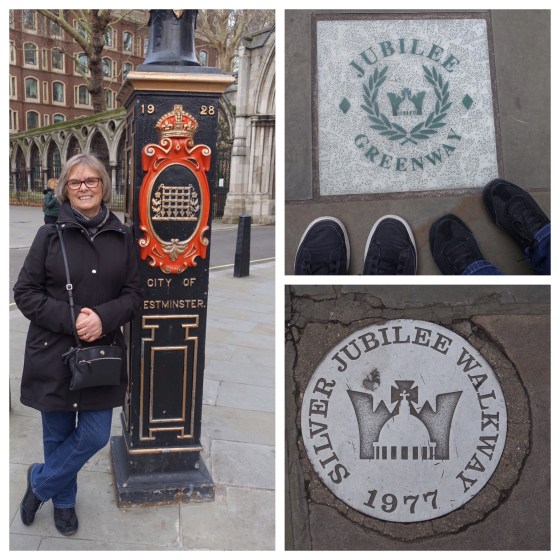 19 28
CITY OF
ESTMINSTER.
JUBILEE
GREENWAY
SILVER JUBILEE WALKWAY
1977